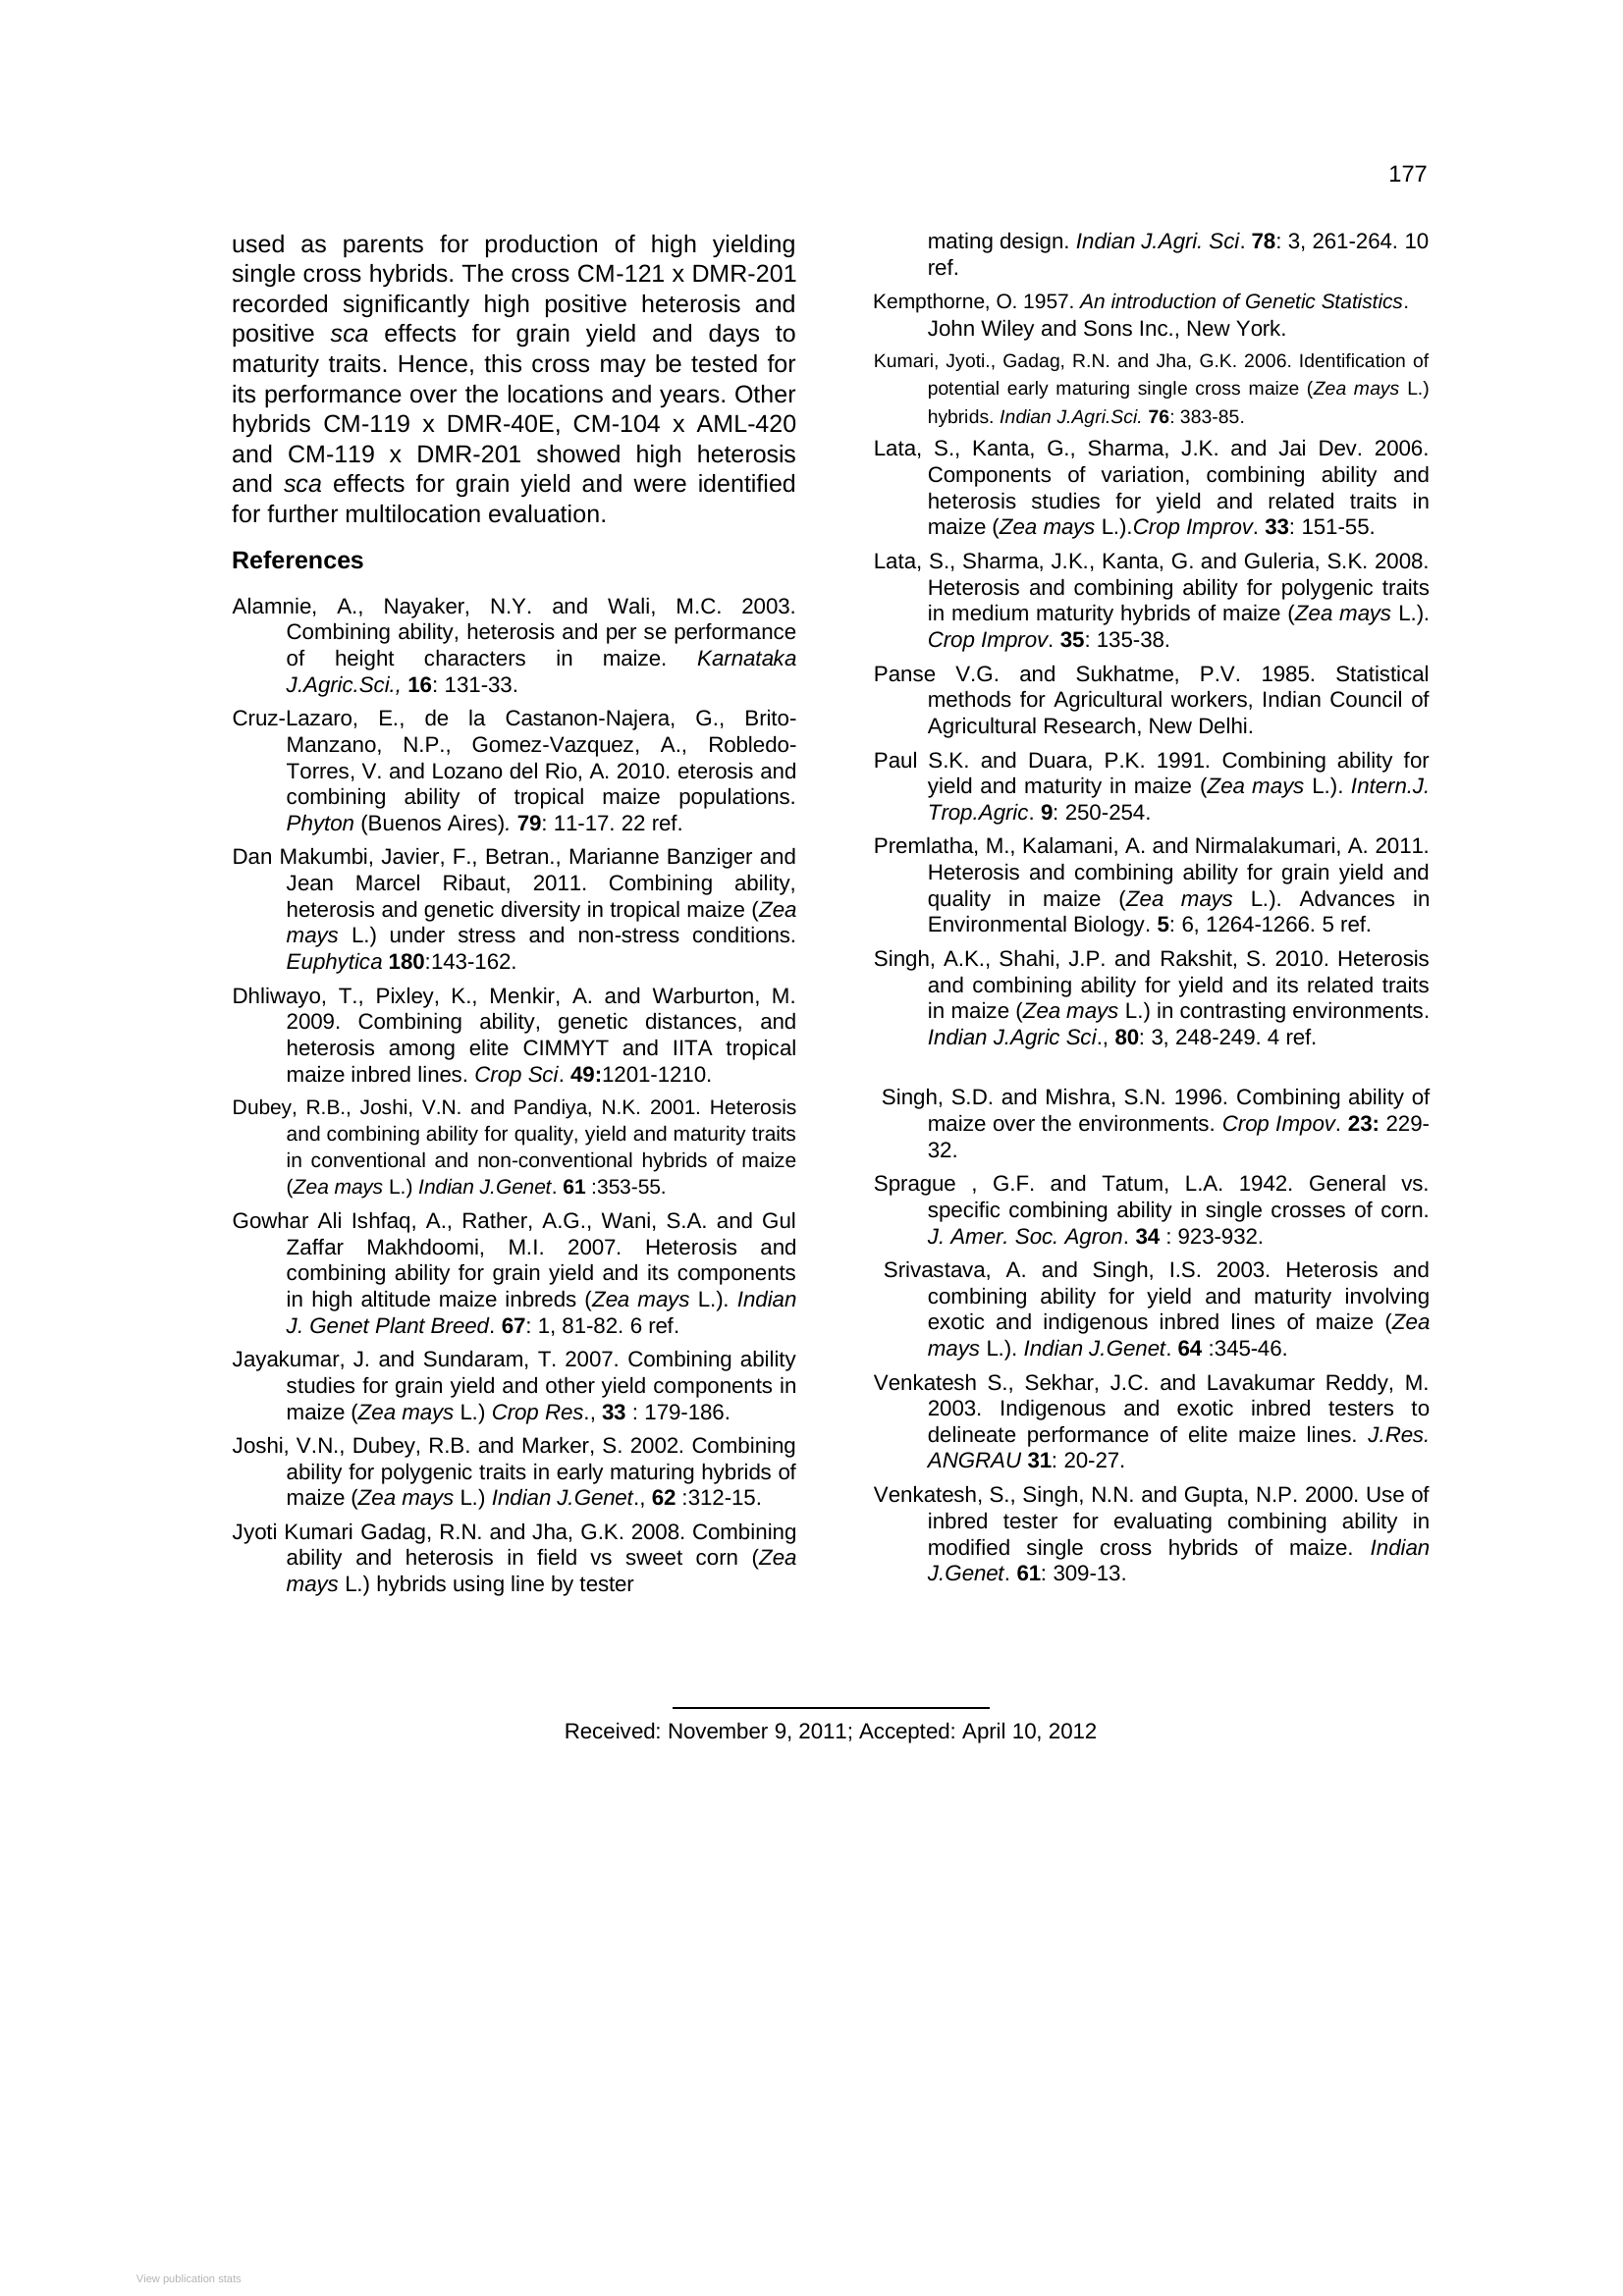 177
used as parents for production of high yielding
single cross hybrids. The cross CM-121 x DMR-201
recorded significantly high positive heterosis and
positive sca effects for grain yield and days to
maturity traits. Hence, this cross may be tested for
its performance over the locations and years. Other
hybrids CM-119 x DMR-40E, CM-104 x AML-420
and CM-119 x DMR-201 showed high heterosis
and sca effects for grain yield and were identified
for further multilocation evaluation.
References
Alamnie, A., Nayaker, N.Y. and Wali, M.C. 2003.
Combining ability, heterosis and per se performance
of height characters in maize. Karnataka
J.Agric.Sci., 16: 131-33.
Cruz-Lazaro, E., de la Castanon-Najera, G., Brito-
Manzano, N.P., Gomez-Vazquez, A., Robledo-
Torres, V. and Lozano del Rio, A. 2010. eterosis and
combining ability of tropical maize populations.
Phyton (Buenos Aires). 79: 11-17. 22 ref.
Dan Makumbi, Javier, F., Betran., Marianne Banziger and
Jean Marcel Ribaut, 2011. Combining ability,
heterosis and genetic diversity in tropical maize (Zea
mays L.) under stress and non-stress conditions.
Euphytica 180:143-162.
Dhliwayo, T., Pixley, K., Menkir, A. and Warburton, M.
2009. Combining ability, genetic distances, and
heterosis among elite CIMMYT and IITA tropical
maize inbred lines. Crop Sci. 49:1201-1210.
Dubey, R.B., Joshi, V.N. and Pandiya, N.K. 2001. Heterosis
and combining ability for quality, yield and maturity traits
in conventional and non-conventional hybrids of maize
(Zea mays L.) Indian J.Genet. 61 :353-55.
Gowhar Ali Ishfaq, A., Rather, A.G., Wani, S.A. and Gul
Zaffar Makhdoomi, M.I. 2007. Heterosis and
combining ability for grain yield and its components
in high altitude maize inbreds (Zea mays L.). Indian
J. Genet Plant Breed. 67: 1, 81-82. 6 ref.
Jayakumar, J. and Sundaram, T. 2007. Combining ability
studies for grain yield and other yield components in
maize (Zea mays L.) Crop Res., 33 : 179-186.
Joshi, V.N., Dubey, R.B. and Marker, S. 2002. Combining
ability for polygenic traits in early maturing hybrids of
maize (Zea mays L.) Indian J.Genet., 62 :312-15.
Jyoti Kumari Gadag, R.N. and Jha, G.K. 2008. Combining
ability and heterosis in field vs sweet corn (Zea
mays L.) hybrids using line by tester
mating design. Indian J.Agri. Sci. 78: 3, 261-264. 10
ref.
Kempthorne, O. 1957. An introduction of Genetic Statistics.
John Wiley and Sons Inc., New York.
Kumari, Jyoti., Gadag, R.N. and Jha, G.K. 2006. Identification of
potential early maturing single cross maize (Zea mays L.)
hybrids. Indian J.Agri.Sci. 76: 383-85.
Lata, S., Kanta, G., Sharma, J.K. and Jai Dev. 2006.
Components of variation, combining ability and
heterosis studies for yield and related traits in
maize (Zea mays L.).Crop Improv. 33: 151-55.
Lata, S., Sharma, J.K., Kanta, G. and Guleria, S.K. 2008.
Heterosis and combining ability for polygenic traits
in medium maturity hybrids of maize (Zea mays L.).
Crop Improv. 35: 135-38.
Panse V.G. and Sukhatme, P.V. 1985. Statistical
methods for Agricultural workers, Indian Council of
Agricultural Research, New Delhi.
Paul S.K. and Duara, P.K. 1991. Combining ability for
yield and maturity in maize (Zea mays L.). Intern.J.
Trop.Agric. 9: 250-254.
Premlatha, M., Kalamani, A. and Nirmalakumari, A. 2011.
Heterosis and combining ability for grain yield and
quality in maize (Zea mays L.). Advances in
Environmental Biology. 5: 6, 1264-1266. 5 ref.
Singh, A.K., Shahi, J.P. and Rakshit, S. 2010. Heterosis
and combining ability for yield and its related traits
in maize (Zea mays L.) in contrasting environments.
Indian J.Agric Sci., 80: 3, 248-249. 4 ref.
Singh, S.D. and Mishra, S.N. 1996. Combining ability of
maize over the environments. Crop Impov. 23: 229-
32.
Sprague , G.F. and Tatum, L.A. 1942. General vs.
specific combining ability in single crosses of corn.
J. Amer. Soc. Agron. 34 : 923-932.
Srivastava, A. and Singh, I.S. 2003. Heterosis and
combining ability for yield and maturity involving
exotic and indigenous inbred lines of maize (Zea
mays L.). Indian J.Genet. 64 :345-46.
Venkatesh S., Sekhar, J.C. and Lavakumar Reddy, M.
2003. Indigenous and exotic inbred testers to
delineate performance of elite maize lines. J.Res.
ANGRAU 31: 20-27.
Venkatesh, S., Singh, N.N. and Gupta, N.P. 2000. Use of
inbred tester for evaluating combining ability in
modified single cross hybrids of maize. Indian
J.Genet. 61: 309-13.
Received: November 9, 2011; Accepted: April 10, 2012
View publication stats